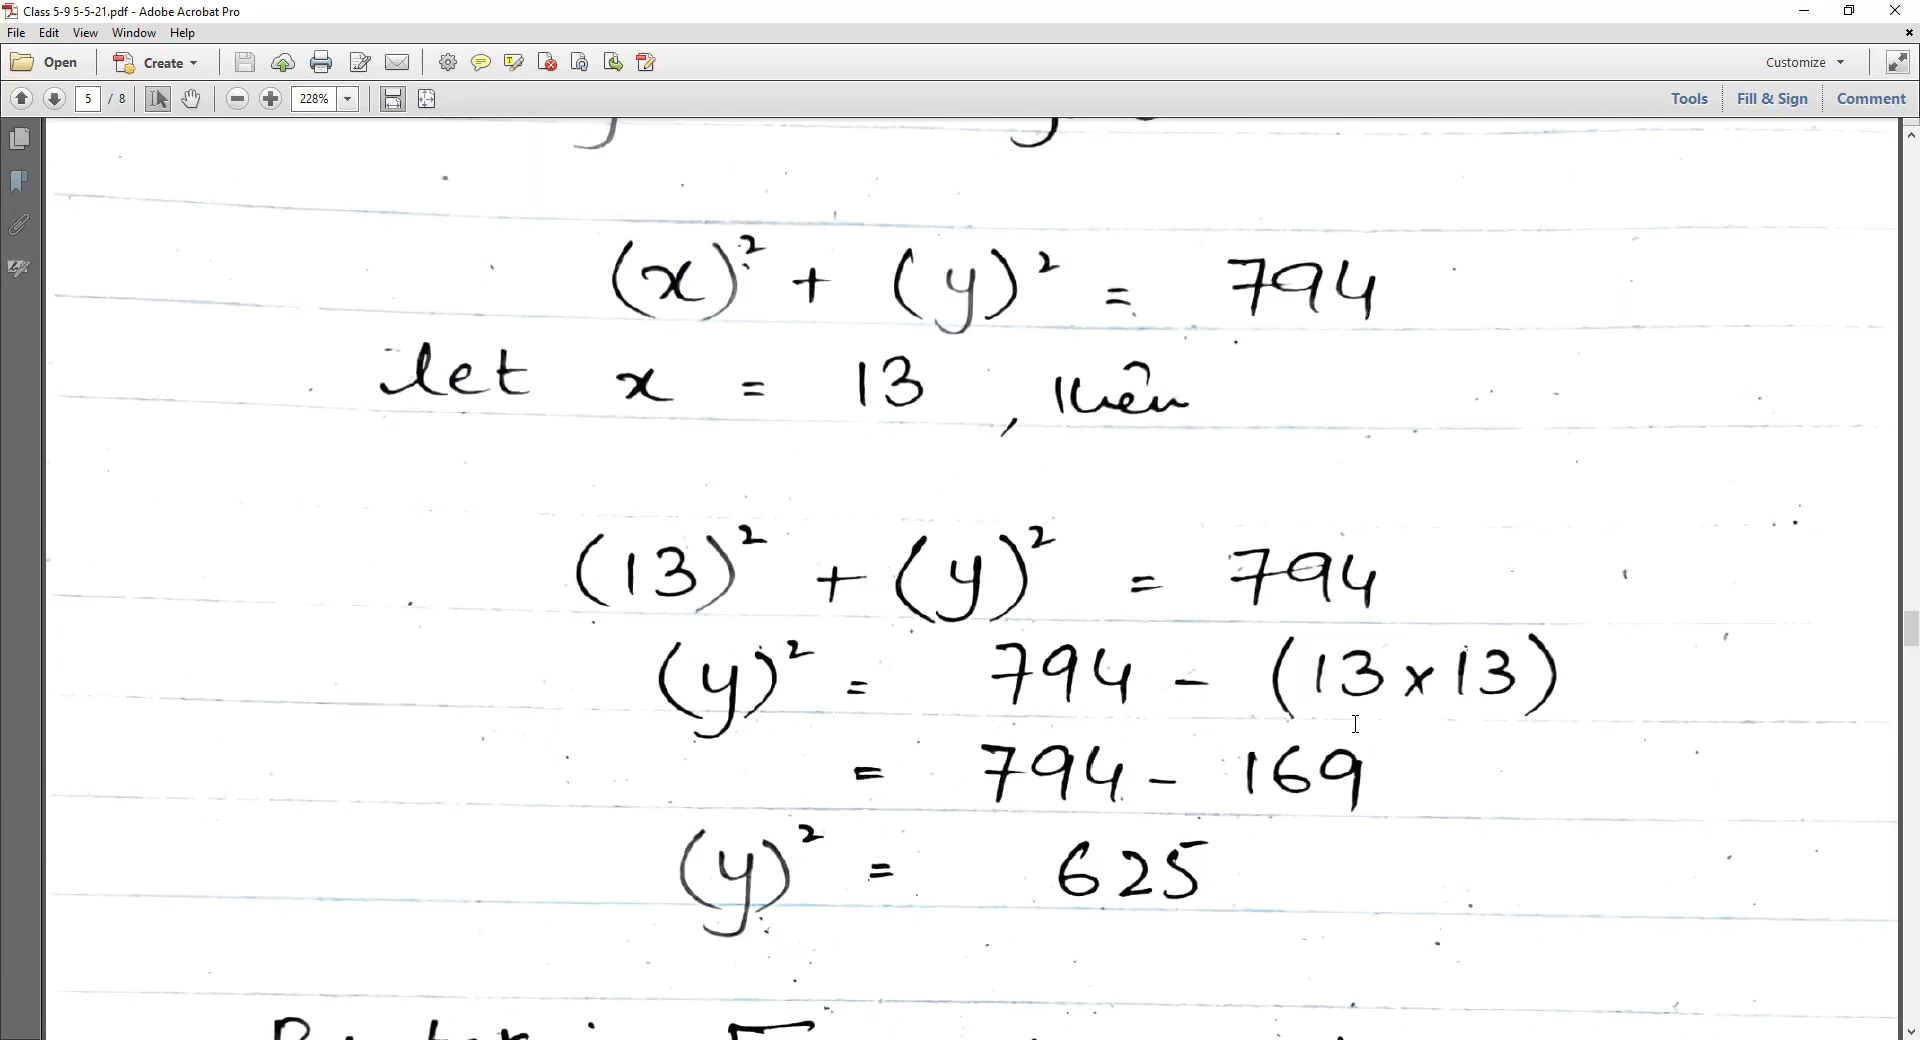 Class 5-9 5-5-21.pdf - Adobe Acrobat Pro
File Edit View Window Help
Open Create Customize
5 / 8 228% Tools Fill & Sign Comment
(x)² + (y)² = 794
let x = 13, then
(13)² + (y)² = 794
(y)² = 794 - (13 x 13)
= 794 - 169
(y)² = 625